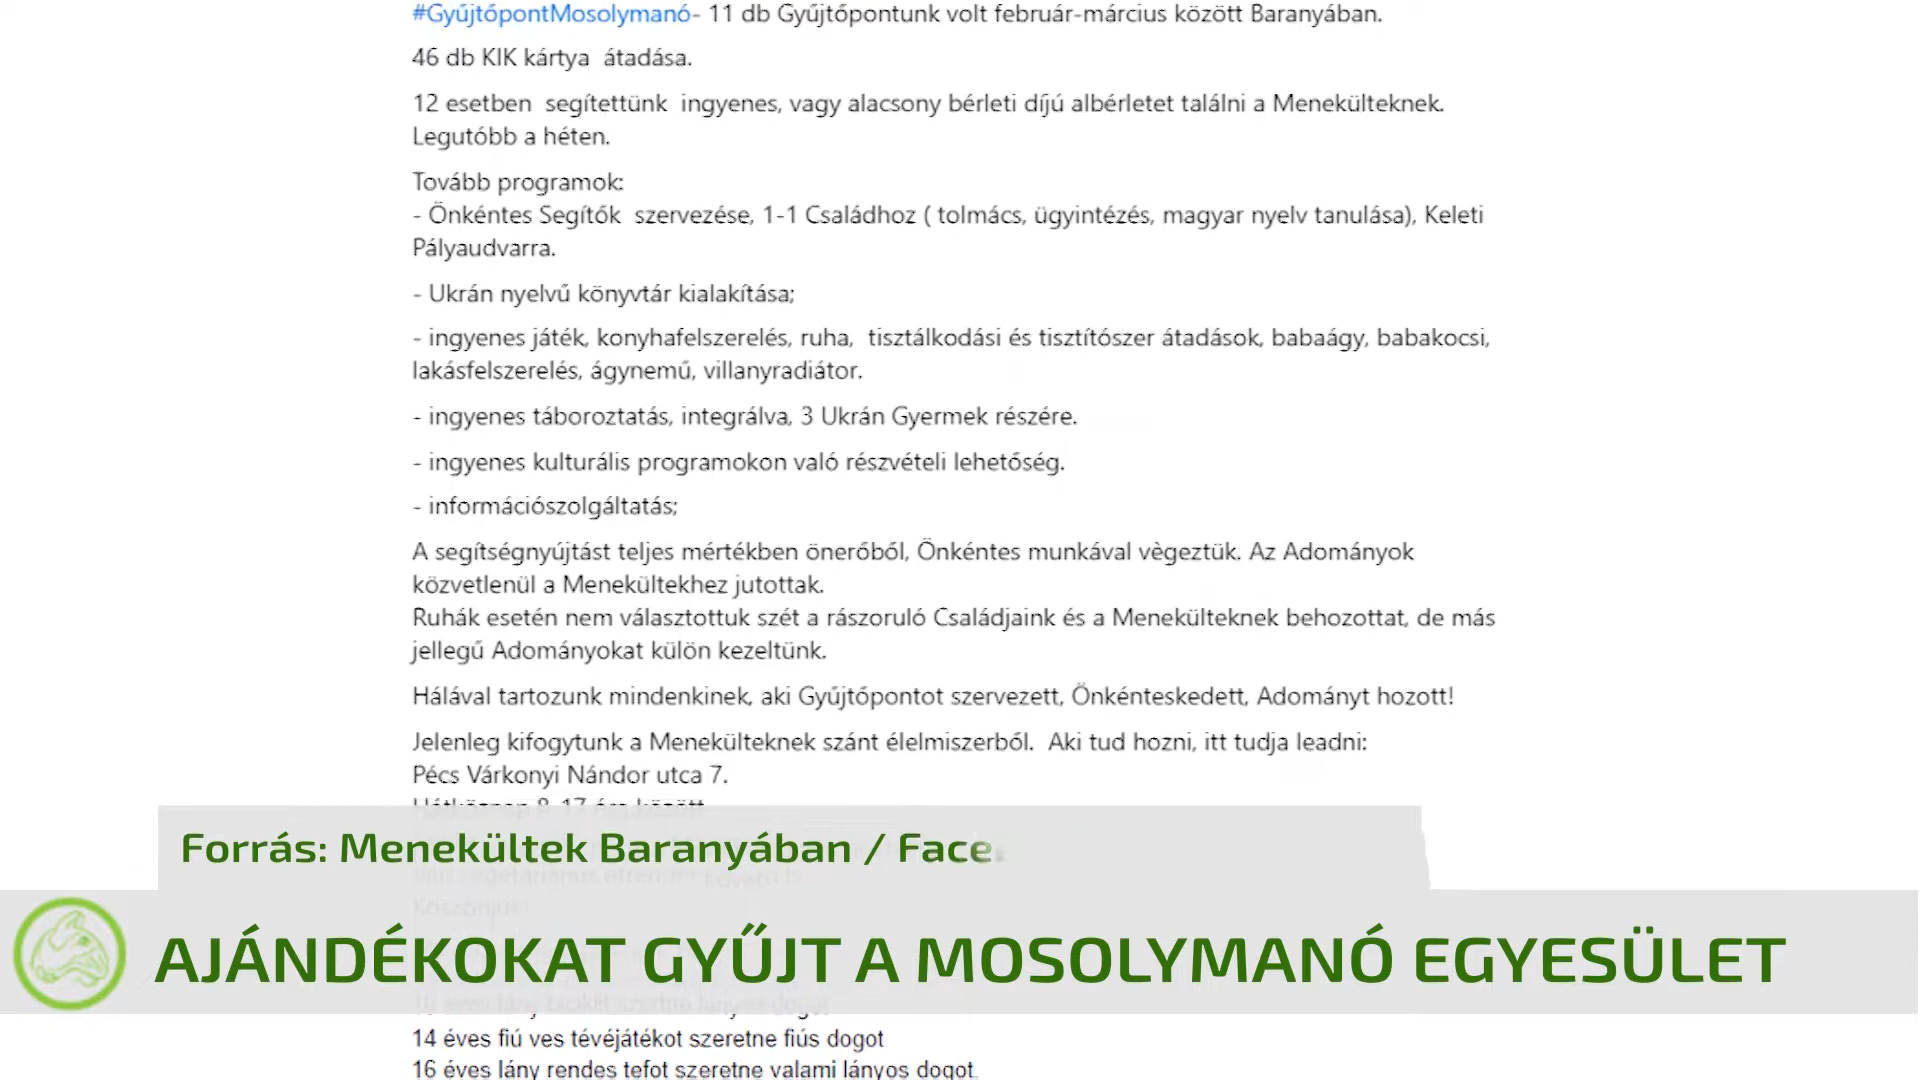 #GyűjtőpontMosolymanó- 11 db Gyűjtőpontunk volt február-március között Baranyában.
46 db KIK kártya átadása.
12 esetben segítettünk ingyenes, vagy alacsony bérleti díjú albérletet találni a Menekülteknek.
Legutóbb a héten.
Tovább programok:
- Önkéntes Segítők szervezése, 1-1 Családhoz ( tolmács, ügyintézés, magyar nyelv tanulása), Keleti
Pályaudvarra.
- Ukrán nyelvű könyvtár kialakítása;
- ingyenes játék, konyhafelszerelés, ruha, tisztálkodási és tisztítószer átadások, babaágy, babakocsi,
lakásfelszerelés, ágynemű, villanyradiátor.
- ingyenes táboroztatás, integrálva, 3 Ukrán Gyermek részére.
- ingyenes kulturális programokon való részvételi lehetőség.
- információszolgáltatás;
A segítségnyújtást teljes mértékben önerőből, Önkéntes munkával vègeztük. Az Adományok
közvetlenül a Menekültekhez jutottak.
Ruhák esetén nem választottuk szét a rászoruló Családjaink és a Menekülteknek behozottat, de más
jellegű Adományokat külön kezeltünk.
Hálával tartozunk mindenkinek, aki Gyűjtőpontot szervezett, Önkénteskedett, Adományt hozott!
Jelenleg kifogytunk a Menekülteknek szánt élelmiszerből. Aki tud hozni, itt tudja leadni:
Pécs Várkonyi Nándor utca 7.
Forrás: Menekültek Baranyában / Face
AJÁNDÉKOKAT GYŰJT A MOSOLYMANÓ EGYESÜLET
14 éves fiú ves tévéjátékot szeretne fiús dogot
16 éves lány rendes tefot szeretne valami lányos dogot.